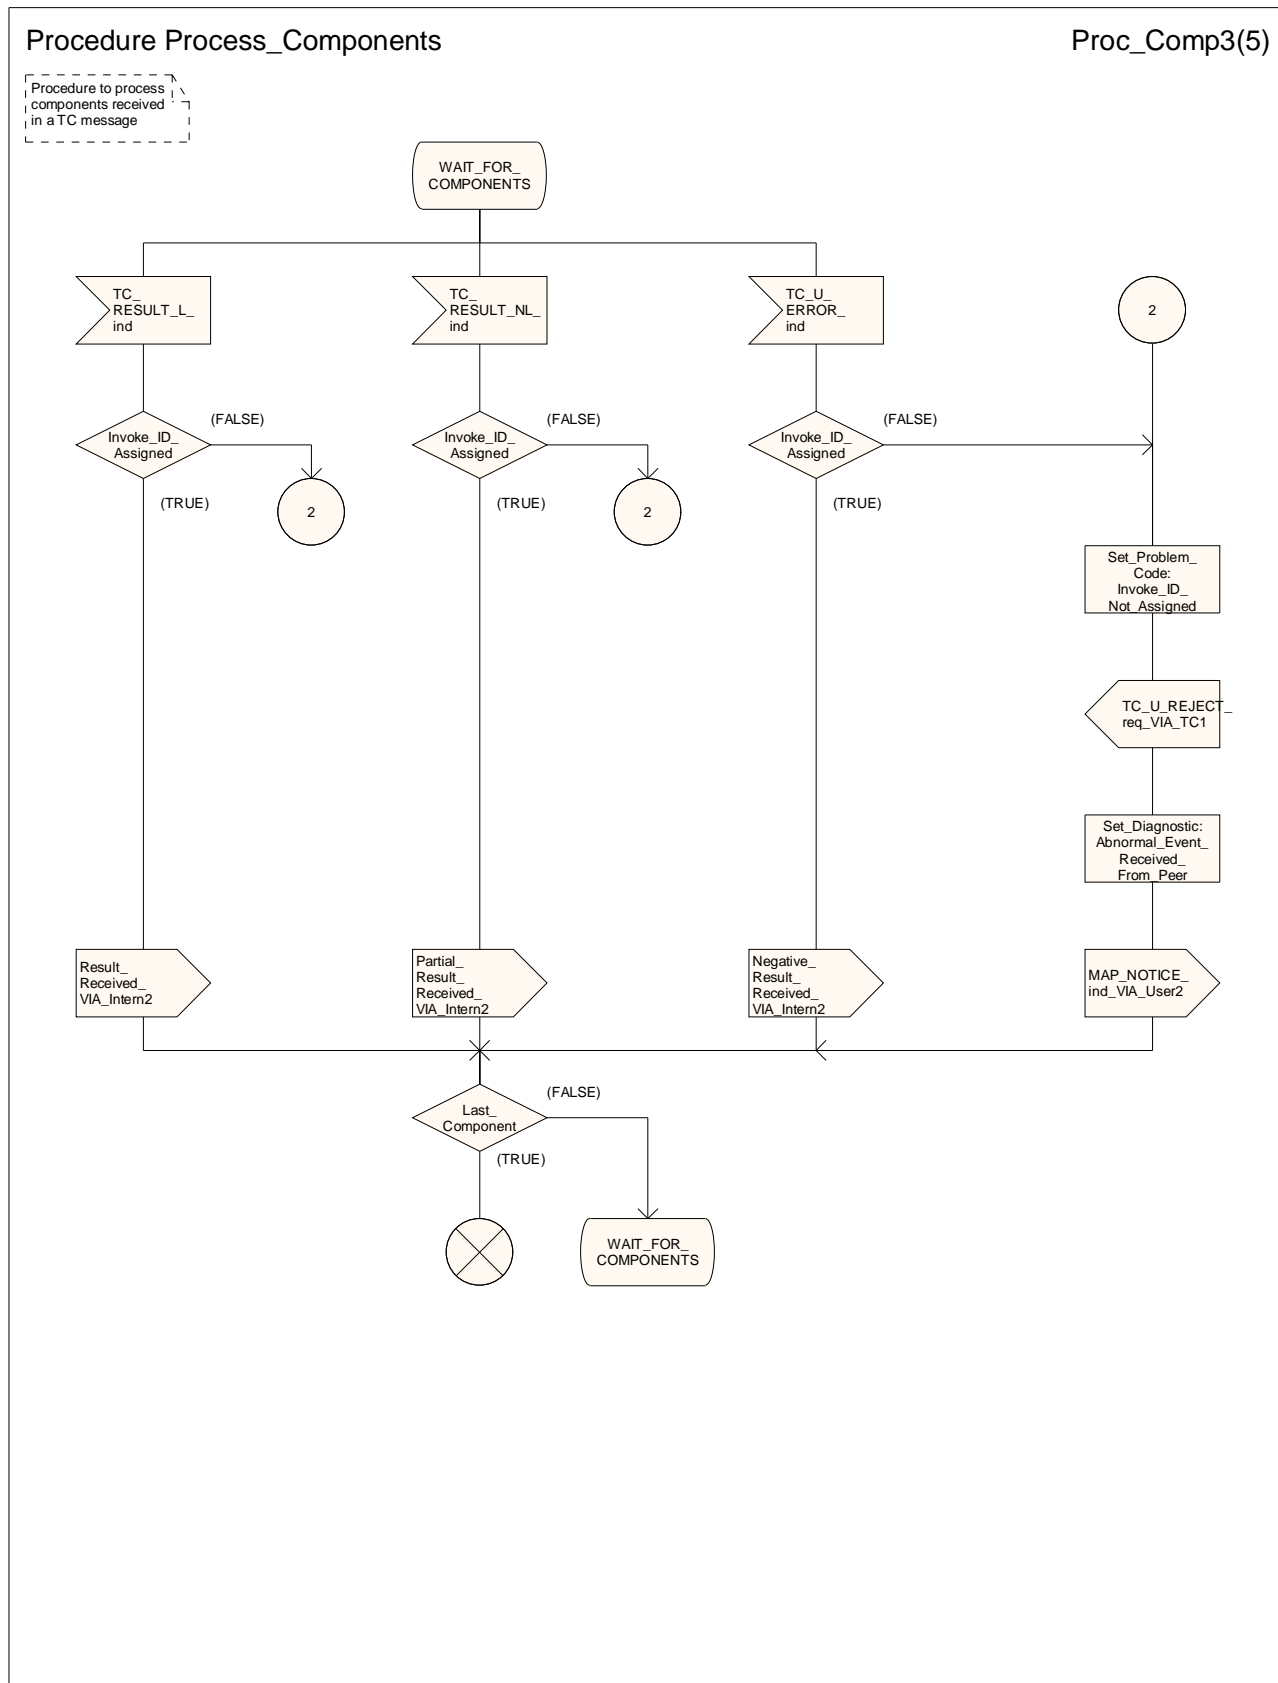 Procedure Process_Components
Proc_Comp3(5)
Procedure to process
components received
in a TC message
WAIT_FOR_
COMPONENTS
TC_
RESULT_L_
ind
TC_
RESULT_NL_
ind
TC_U_
ERROR_
ind
2
Invoke_ID_
Assigned
(FALSE)
(TRUE)
2
Invoke_ID_
Assigned
(FALSE)
(TRUE)
2
Invoke_ID_
Assigned
(FALSE)
(TRUE)
Set_Problem_
Code:
Invoke_ID_
Not_Assigned
TC_U_REJECT_
req_VIA_TC1
Set_Diagnostic:
Abnormal_Event_
Received_
From_Peer
Result_
Received_
VIA_Intern2
Partial_
Result_
Received_
VIA_Intern2
Negative_
Result_
Received_
VIA_Intern2
MAP_NOTICE_
ind_VIA_User2
Last_
Component
(FALSE)
(TRUE)
WAIT_FOR_
COMPONENTS